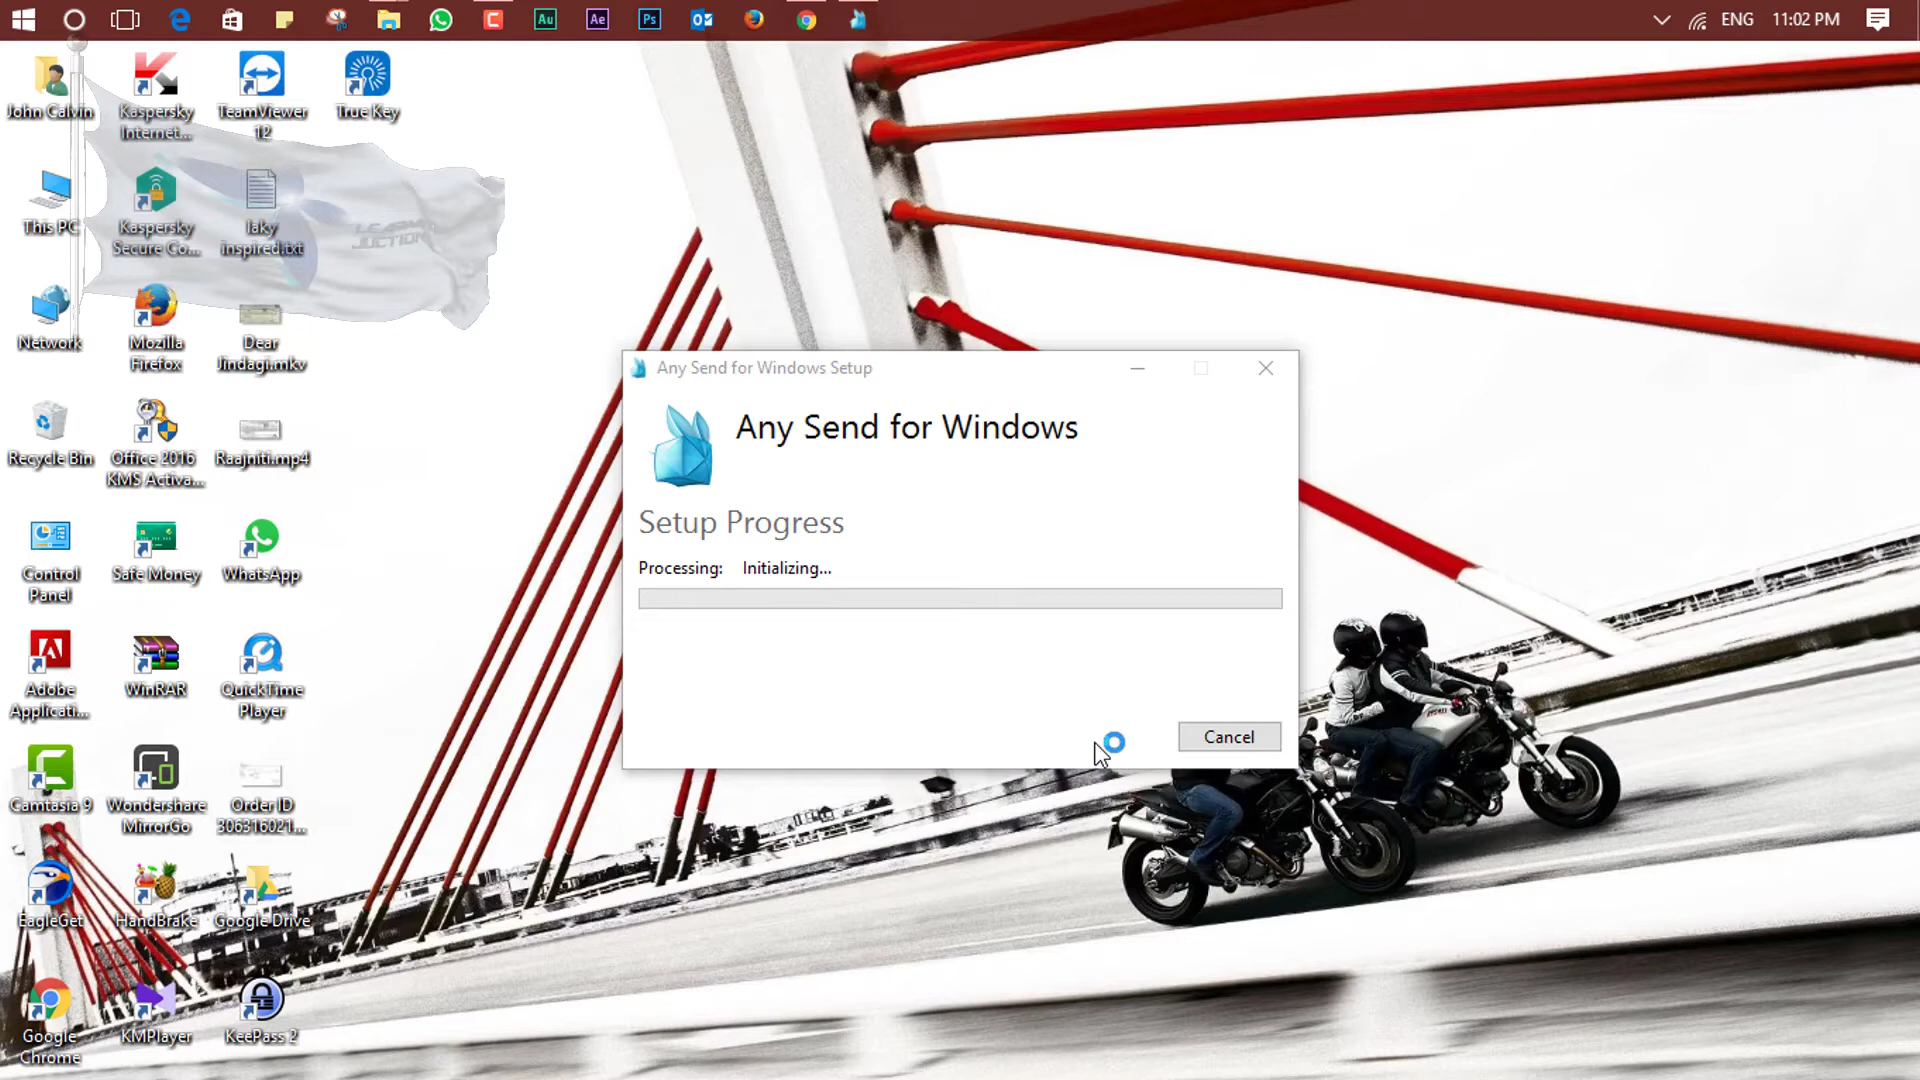 Au
Ae
Ps
ENG
11:02 PM
John Calvin
Kaspersky
Internet...
TeamViewer
12
True Key
This PC
Kaspersky
Secure Co...
laky
inspired.txt
Network
Mozilla
Firefox
Dear
Jindagi.mkv
Recycle Bin
Office 2016
KMS Activa...
Raajniti.mp4
Control
Panel
Safe Money
WhatsApp
Adobe
Applicati...
WinRAR
QuickTime
Player
Camtasia 9
Wondershare
MirrorGo
Order ID
306316021...
EagleGet
HandBrake
Google Drive
Google
Chrome
KMPlayer
KeePass 2
Any Send for Windows Setup
Any Send for Windows
Setup Progress
Processing: Initializing...
Cancel